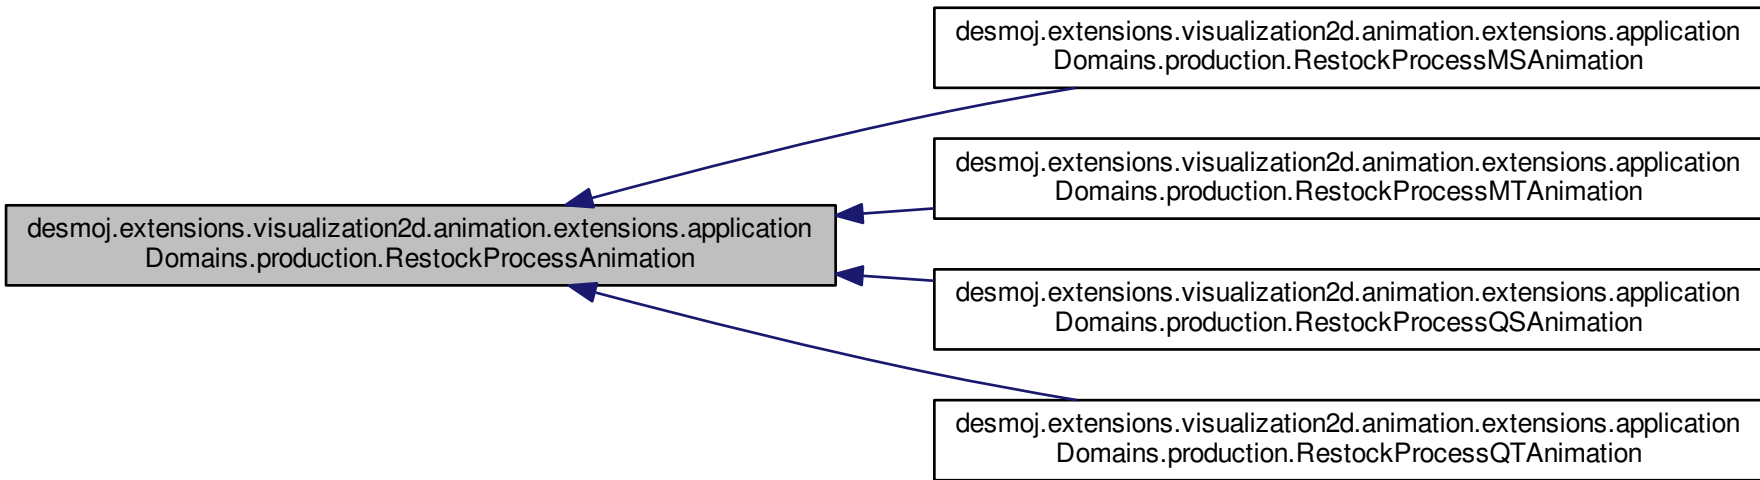 desmoj.extensions.visualization2d.animation.extensions.application
Domains.production.RestockProcessMSAnimation
desmoj.extensions.visualization2d.animation.extensions.application
Domains.production.RestockProcessMTAnimation
desmoj.extensions.visualization2d.animation.extensions.application
Domains.production.RestockProcessAnimation
desmoj.extensions.visualization2d.animation.extensions.application
Domains.production.RestockProcessQSAnimation
desmoj.extensions.visualization2d.animation.extensions.application
Domains.production.RestockProcessQTAnimation